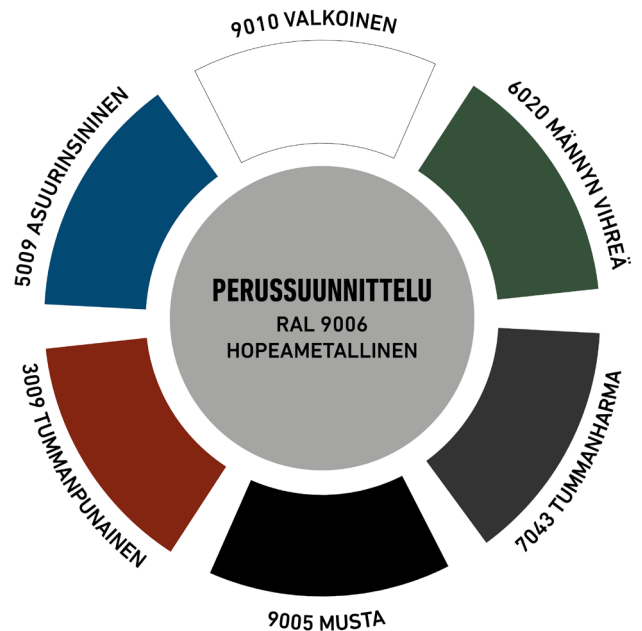 9010 VALKOINEN
6020 MÄNNYN VIHREÄ
7043 TUMMANHARMA
9005 MUSTA
3009 TUMMANPUNAINEN
5009 ASUURINSININEN
PERUSSUUNNITTELU
RAL 9006
HOPEAMETALLINEN